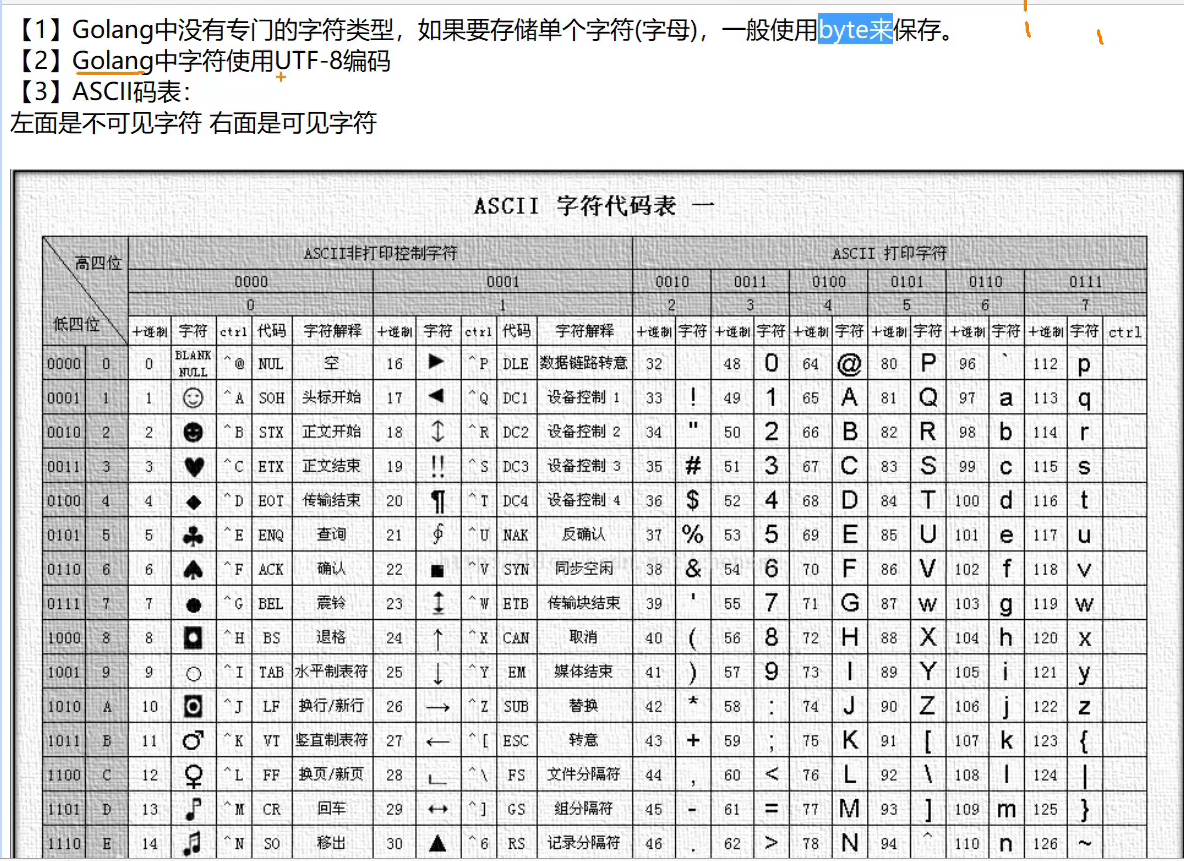 【1】Golang中没有专门的字符类型，如果要存储单个字符(字母)，一般使用byte来保存。
【2】Golang中字符使用UTF-8编码
【3】ASCII码表：
左面是不可见字符 右面是可见字符
ASCII 字符代码表 一
高四位 ASCII非打印控制字符 ASCII 打印字符
0000 0001 0010 0011 0100 0101 0110 0111
0 1 2 3 4 5 6 7
低四位 十进制 字符 ctrl 代码 字符解释 十进制 字符 ctrl 代码 字符解释 十进制 字符 十进制 字符 十进制 字符 十进制 字符 十进制 字符 十进制 字符 ctrl
0000 0 0 BLANK NULL ^@ NUL 空 16 ► ^P DLE 数据链路转意 32 48 0 64 @ 80 P 96 ` 112 p
0001 1 1 ☺ ^A SOH 头标开始 17 ◄ ^Q DC1 设备控制 1 33 ! 49 1 65 A 81 Q 97 a 113 q
0010 2 2 ☻ ^B STX 正文开始 18 ↕ ^R DC2 设备控制 2 34 " 50 2 66 B 82 R 98 b 114 r
0011 3 3 ♥ ^C ETX 正文结束 19 ‼ ^S DC3 设备控制 3 35 # 51 3 67 C 83 S 99 c 115 s
0100 4 4 ♦ ^D EOT 传输结束 20 ¶ ^T DC4 设备控制 4 36 $ 52 4 68 D 84 T 100 d 116 t
0101 5 5 ♣ ^E ENQ 查询 21 ∮ ^U NAK 反确认 37 % 53 5 69 E 85 U 101 e 117 u
0110 6 6 ♠ ^F ACK 确认 22 ■ ^V SYN 同步空闲 38 & 54 6 70 F 86 V 102 f 118 v
0111 7 7 ● ^G BEL 震铃 23 ↨ ^W ETB 传输块结束 39 ' 55 7 71 G 87 w 103 g 119 w
1000 8 8 ◘ ^H BS 退格 24 ↑ ^X CAN 取消 40 ( 56 8 72 H 88 X 104 h 120 x
1001 9 9 ○ ^I TAB 水平制表符 25 ↓ ^Y EM 媒体结束 41 ) 57 9 73 I 89 Y 105 i 121 y
1010 A 10 ◙ ^J LF 换行/新行 26 → ^Z SUB 替换 42 * 58 : 74 J 90 Z 106 j 122 z
1011 B 11 ♂ ^K VT 竖直制表符 27 ← ^[ ESC 转意 43 + 59 ; 75 K 91 [ 107 k 123 {
1100 C 12 ♀ ^L FF 换页/新页 28 ∟ ^\ FS 文件分隔符 44 , 60 < 76 L 92 \ 108 l 124 |
1101 D 13 ♪ ^M CR 回车 29 ↔ ^] GS 组分隔符 45 - 61 = 77 M 93 ] 109 m 125 }
1110 E 14 ♫ ^N SO 移出 30 ▲ ^6 RS 记录分隔符 46 . 62 > 78 N 94 ^ 110 n 126 ~